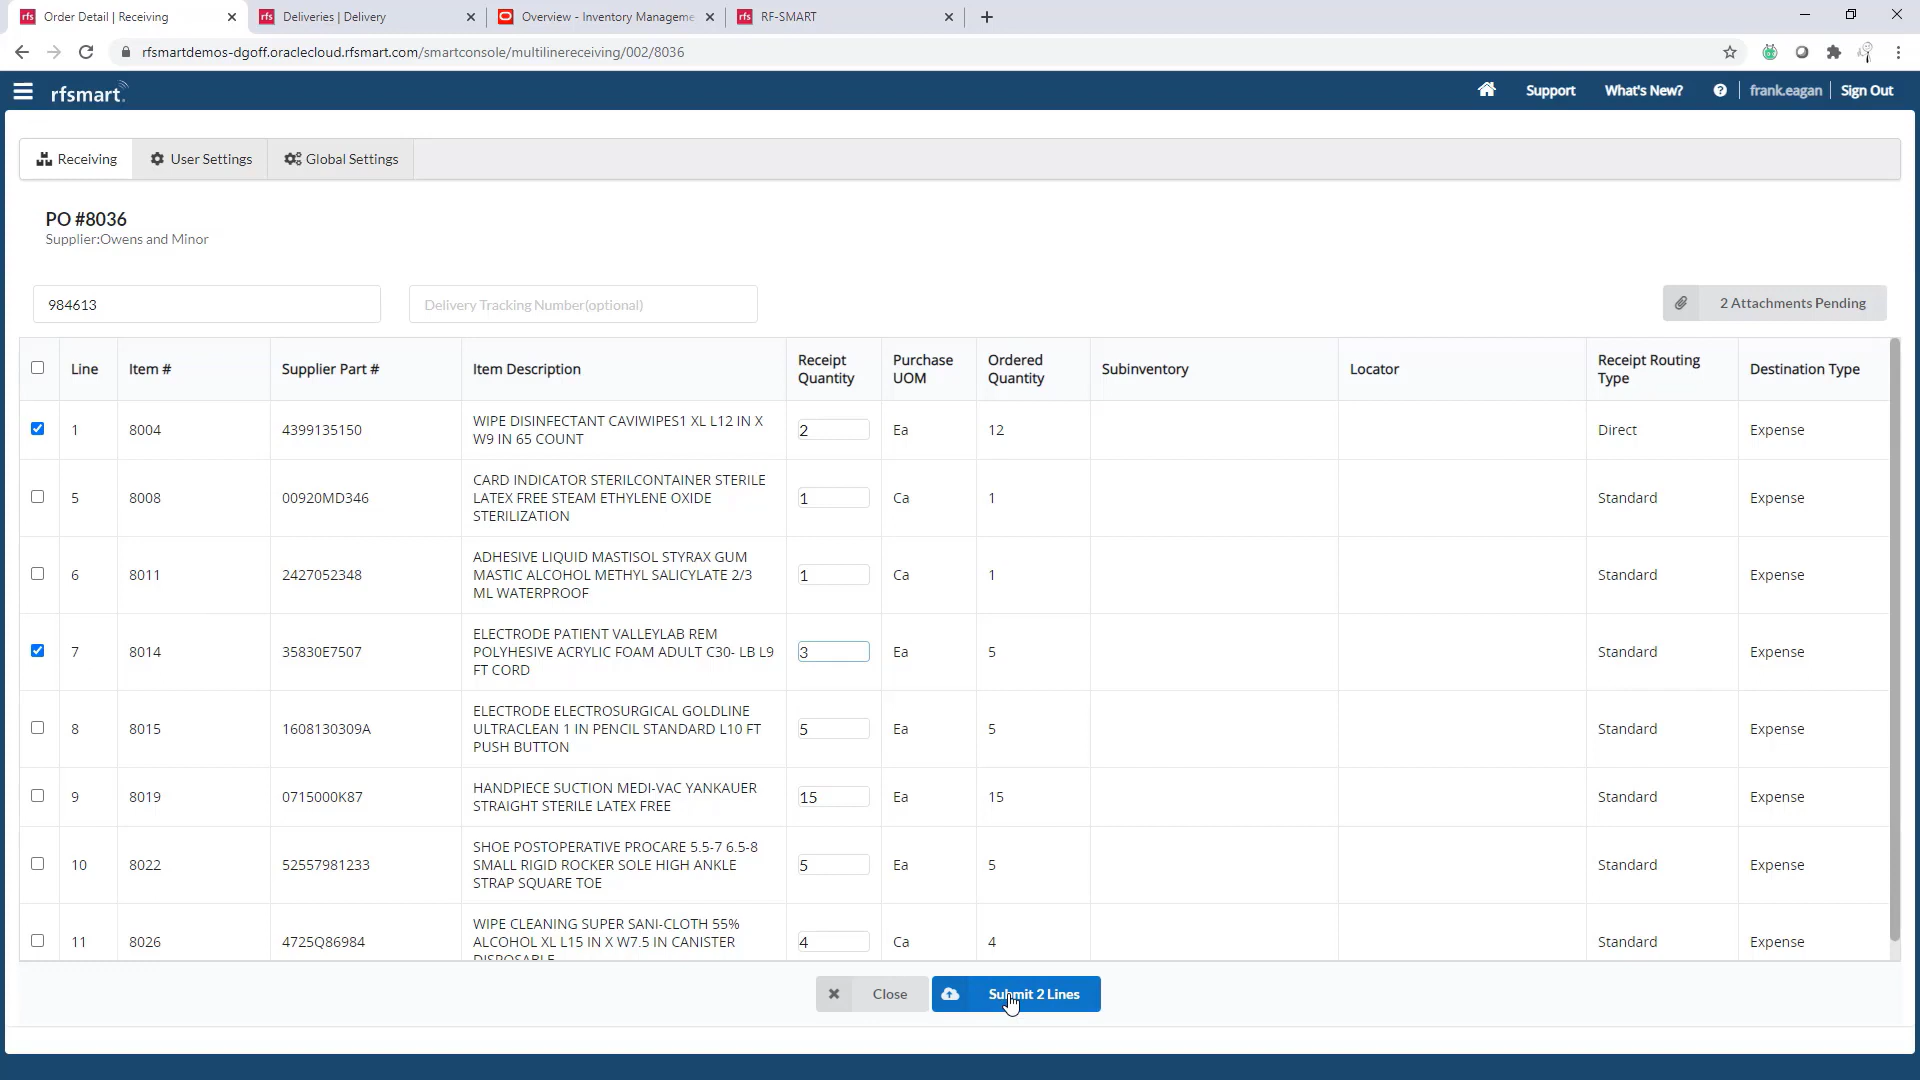 Order Detail | Receiving
Deliveries | Delivery
Overview - Inventory Manageme
RF-SMART
rfsmartdemos-dgoff.oraclecloud.rfsmart.com/smartconsole/multilinereceiving/002/8036
rfsmart
Support
What's New?
frank.eagan
Sign Out
Receiving
User Settings
Global Settings
PO #8036
Supplier:Owens and Minor
984613
Delivery Tracking Number(optional)
2 Attachments Pending
Line Item # Supplier Part # Item Description Receipt Quantity Purchase UOM Ordered Quantity Subinventory Locator Receipt Routing Type Destination Type
1 8004 4399135150 WIPE DISINFECTANT CAVIWIPES1 XL L12 IN X 2 Ea 12 Direct Expense
W9 IN 65 COUNT
5 8008 00920MD346 CARD INDICATOR STERILCONTAINER STERILE 1 Ca 1 Standard Expense
LATEX FREE STEAM ETHYLENE OXIDE
STERILIZATION
6 8011 2427052348 ADHESIVE LIQUID MASTISOL STYRAX GUM 1 Ca 1 Standard Expense
MASTIC ALCOHOL METHYL SALICYLATE 2/3
ML WATERPROOF
7 8014 35830E7507 ELECTRODE PATIENT VALLEYLAB REM 3 Ea 5 Standard Expense
POLYHESIVE ACRYLIC FOAM ADULT C30- LB L9
FT CORD
8 8015 1608130309A ELECTRODE ELECTROSURGICAL GOLDLINE 5 Ea 5 Standard Expense
ULTRACLEAN 1 IN PENCIL STANDARD L10 FT
PUSH BUTTON
9 8019 0715000K87 HANDPIECE SUCTION MEDI-VAC YANKAUER 15 Ea 15 Standard Expense
STRAIGHT STERILE LATEX FREE
10 8022 52557981233 SHOE POSTOPERATIVE PROCARE 5.5-7 6.5-8 5 Ea 5 Standard Expense
SMALL RIGID ROCKER SOLE HIGH ANKLE
STRAP SQUARE TOE
11 8026 4725Q86984 WIPE CLEANING SUPER SANI-CLOTH 55% 4 Ca 4 Standard Expense
ALCOHOL XL L15 IN X W7.5 IN CANISTER
DISPOSABLE
Close
Submit 2 Lines